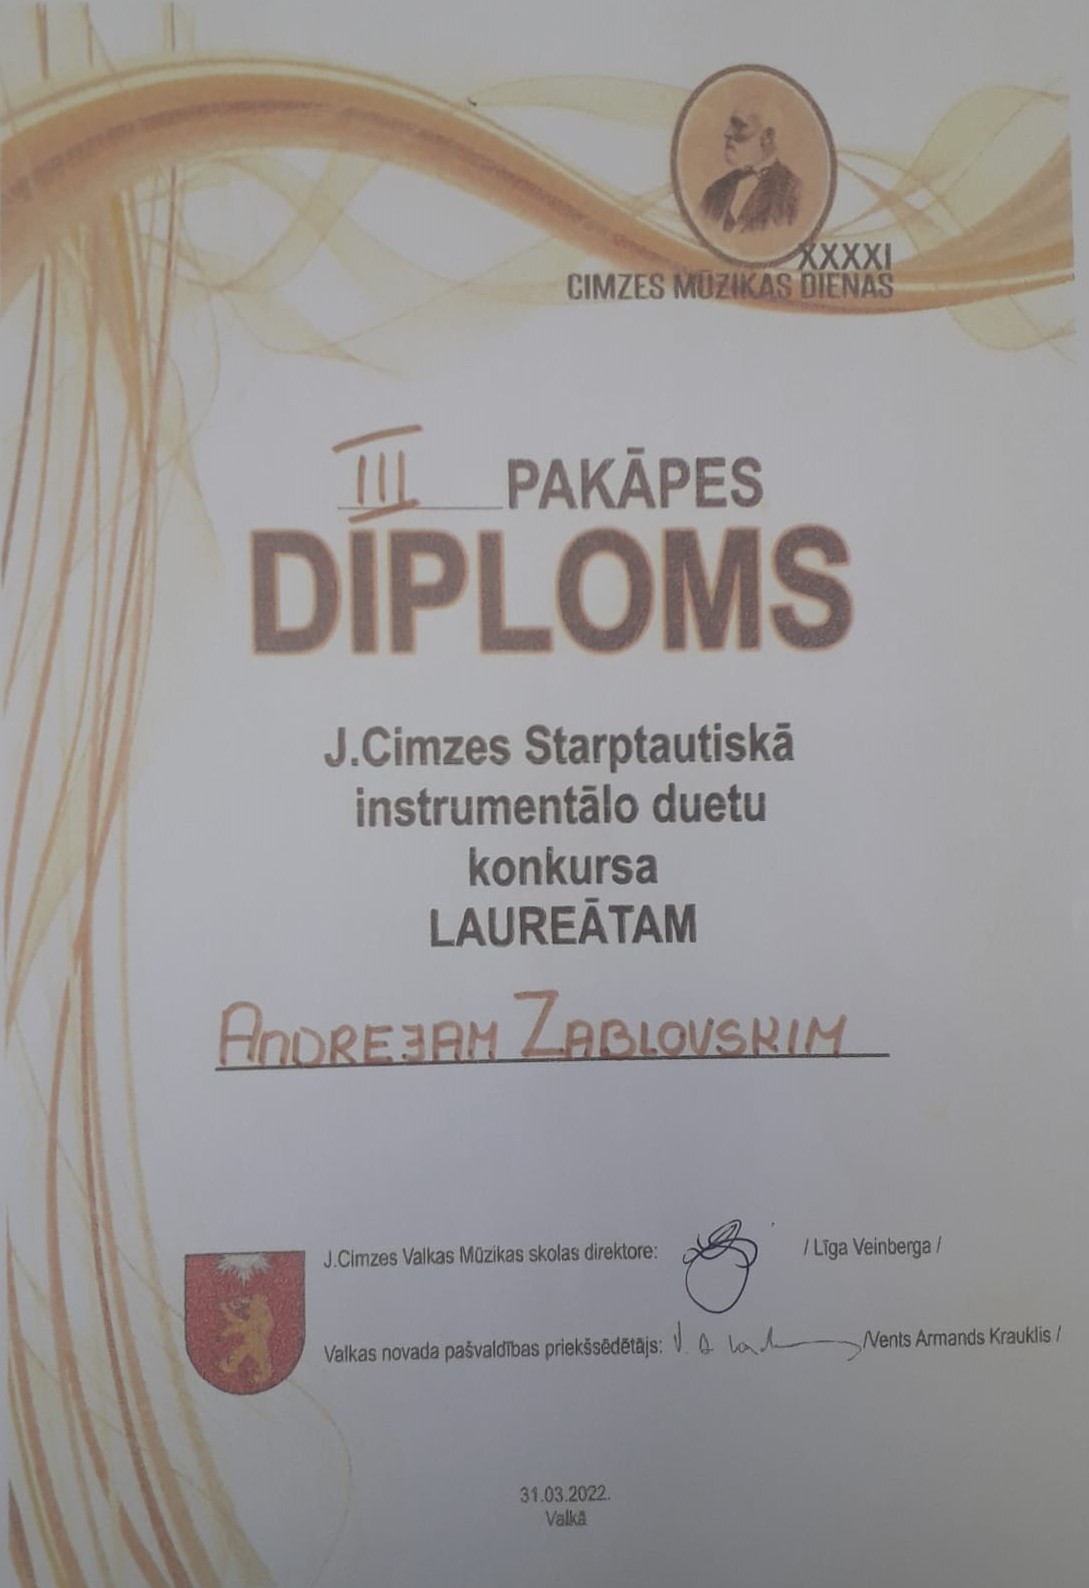 XXXXI
CIMZES MŪZIKAS DIENAS
III PAKĀPES
DIPLOMS
J.Cimzes Starptautiskā
instrumentālo duetu
konkursa
LAUREĀTAM
ANDREJAM ZABLOVSKIM
J.Cimzes Valkas Mūzikas skolas direktore: / Līga Veinberga /
Valkas novada pašvaldības priekšsēdētājs: /Vents Armands Krauklis /
31.03.2022.
Valkā